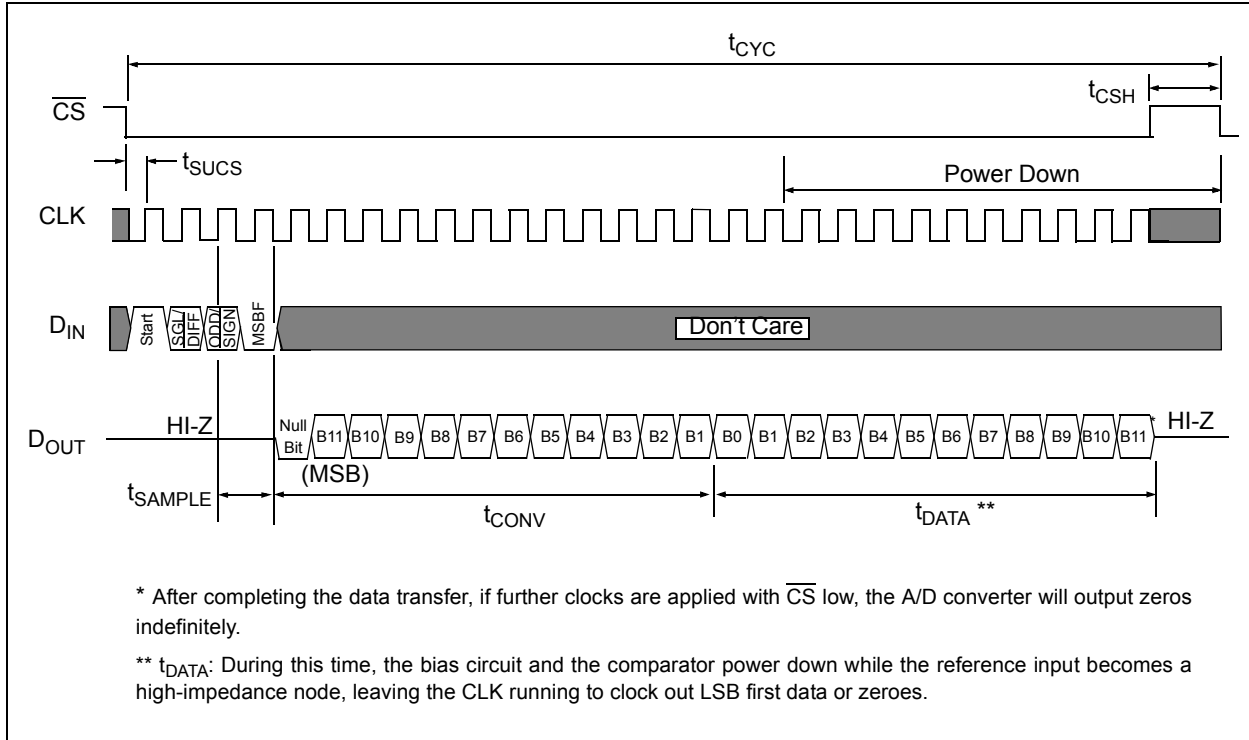 tCYC
tCSH
CS
tSUCS
Power Down
CLK
DIN
Start
SGL/
DIFF
ODD/
SIGN
MSBF
Don't Care
HI-Z
DOUT
Null
Bit
B11 B10 B9 B8 B7 B6 B5 B4 B3 B2 B1 B0 B1 B2 B3 B4 B5 B6 B7 B8 B9 B10 B11
* HI-Z
(MSB)
tSAMPLE
tCONV
tDATA **
* After completing the data transfer, if further clocks are applied with CS low, the A/D converter will output zeros
indefinitely.
** tDATA: During this time, the bias circuit and the comparator power down while the reference input becomes a
high-impedance node, leaving the CLK running to clock out LSB first data or zeroes.